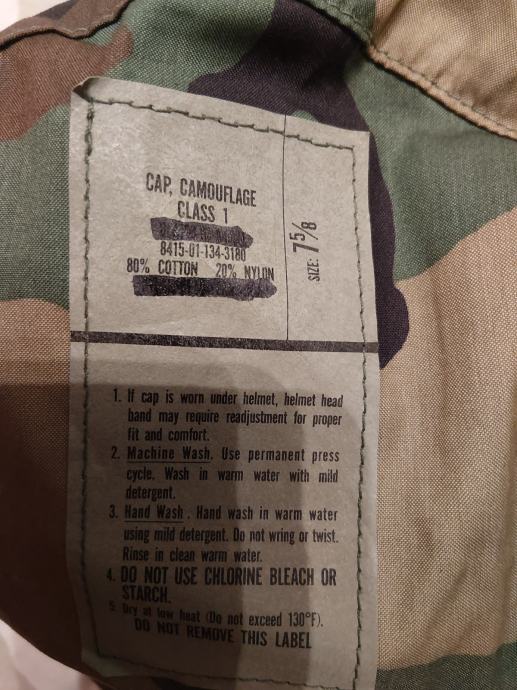 CAP, CAMOUFLAGE
CLASS 1
8415-01-134-3180
80% COTTON 20% NYLON
SIZE: 7 5/8
1. If cap is worn under helmet, helmet head
band may require readjustment for proper
fit and comfort.
2. Machine Wash. Use permanent press
cycle. Wash in warm water with mild
detergent.
3. Hand Wash. Hand wash in warm water
using mild detergent. Do not wring or twist.
Rinse in clean warm water.
4. DO NOT USE CHLORINE BLEACH OR
STARCH.
5. Dry at low heat (Do not exceed 130°F).
DO NOT REMOVE THIS LABEL